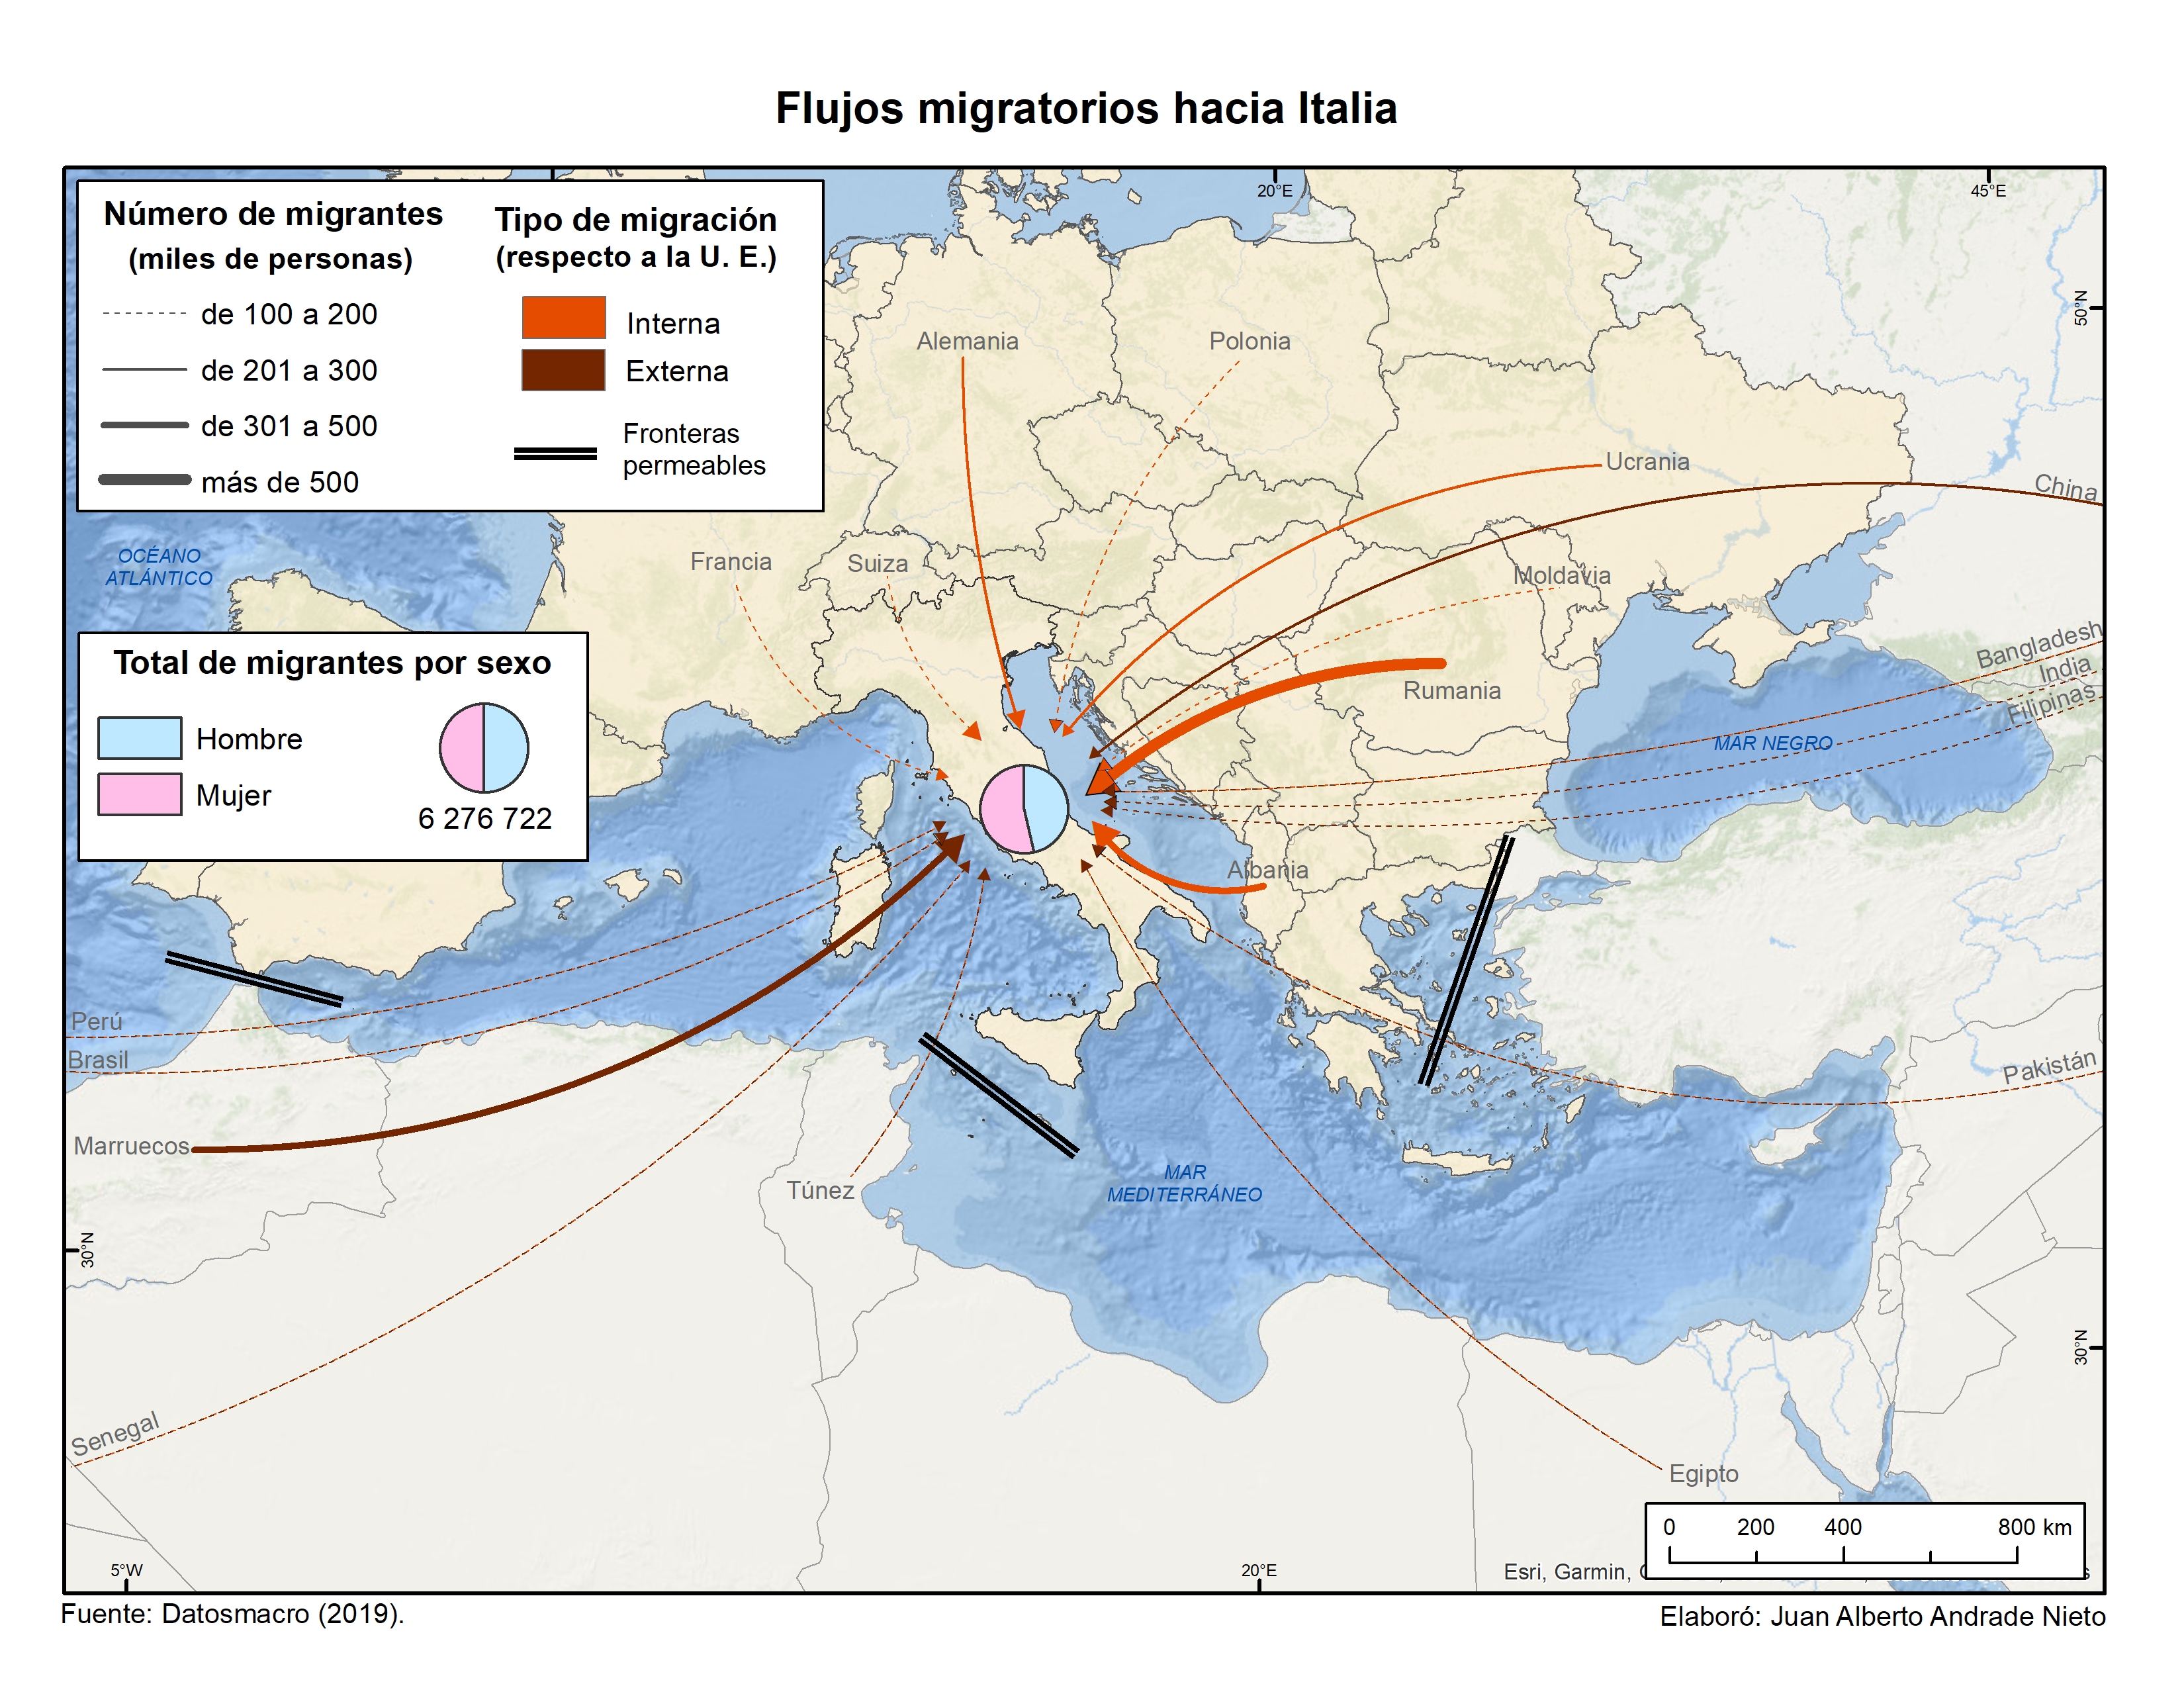 Flujos migratorios hacia Italia
Número de migrantes
(miles de personas)
de 100 a 200
de 201 a 300
de 301 a 500
más de 500
Tipo de migración
(respecto a la U. E.)
Interna
Externa
Fronteras
permeables
20°E
45°E
50°N
Alemania
Polonia
Ucrania
China
OCÉANO
ATLÁNTICO
Francia
Suiza
Moldavia
Total de migrantes por sexo
Hombre
Mujer
6 276 722
Bangladesh
India
Filipinas
Rumania
MAR NEGRO
Albania
Perú
Brasil
Pakistán
Marruecos
Túnez
MAR
MEDITERRÁNEO
30°N
30°N
Senegal
Egipto
0 200 400 800 km
5°W
20°E
Esri, Garmin,
Fuente: Datosmacro (2019).
Elaboró: Juan Alberto Andrade Nieto